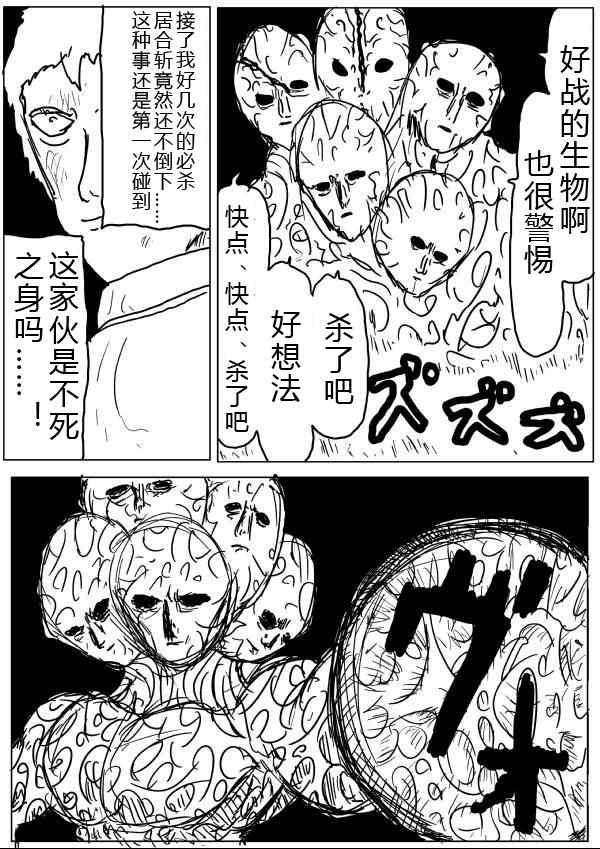 好战的生物啊
也很警惕
杀了吧
好想法
快点、快点、杀了吧
ズズズ
接了我好几次的必杀
居合斩竟然还不倒下……
这种事还是第一次碰到
这家伙是不死
之身吗……！
グォ